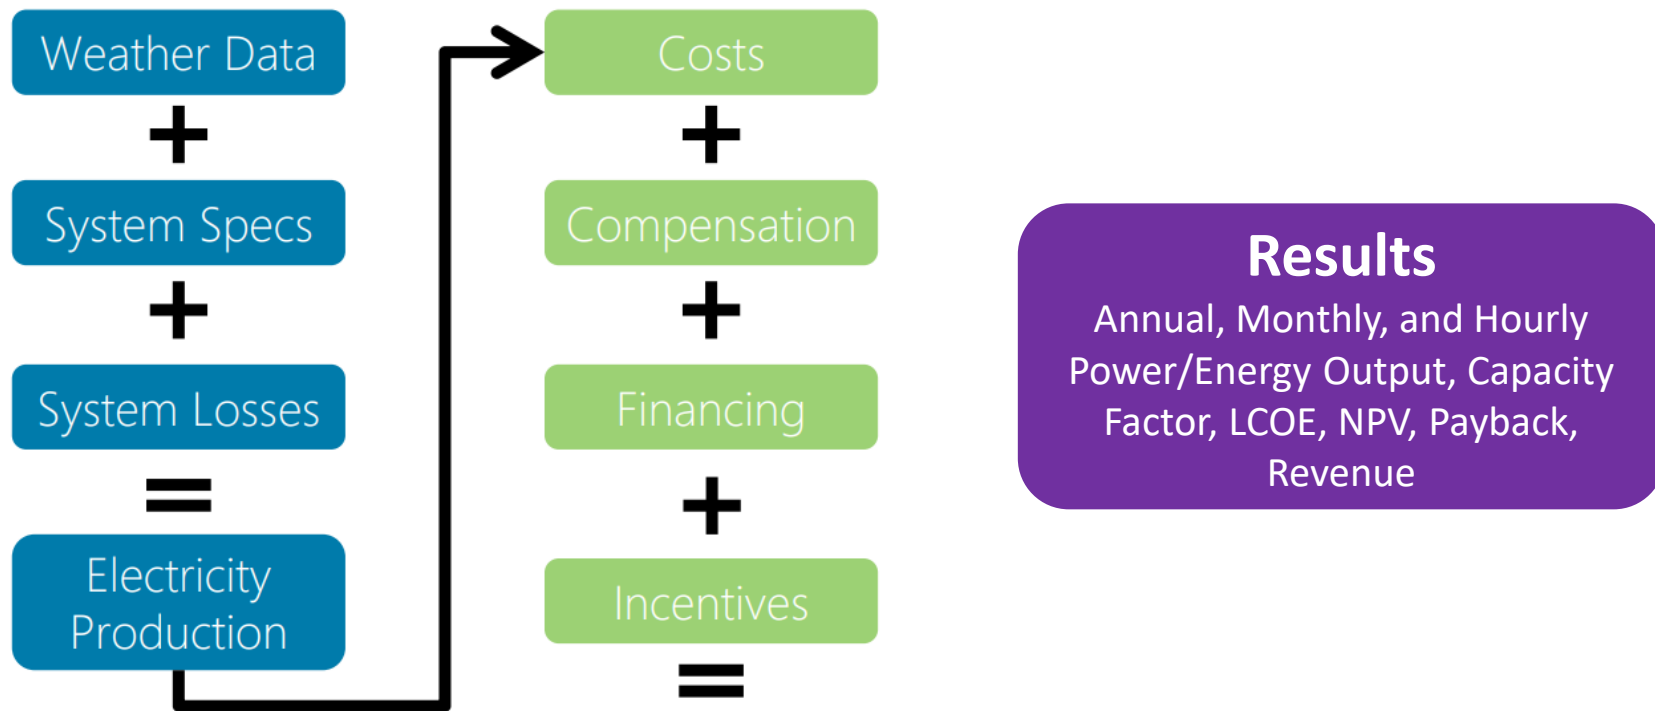 Weather Data
+
System Specs
+
System Losses
=
Electricity
Production
Costs
+
Compensation
+
Financing
+
Incentives
=
Results
Annual, Monthly, and Hourly
Power/Energy Output, Capacity
Factor, LCOE, NPV, Payback,
Revenue